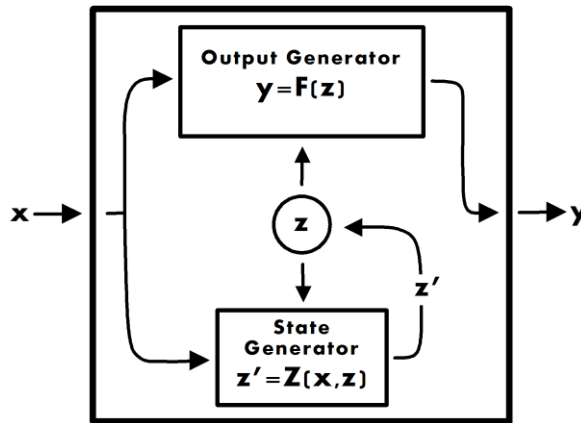 Output Generator
y=F(z)
x
z
y
z′
State
Generator
z′=Z(x,z)